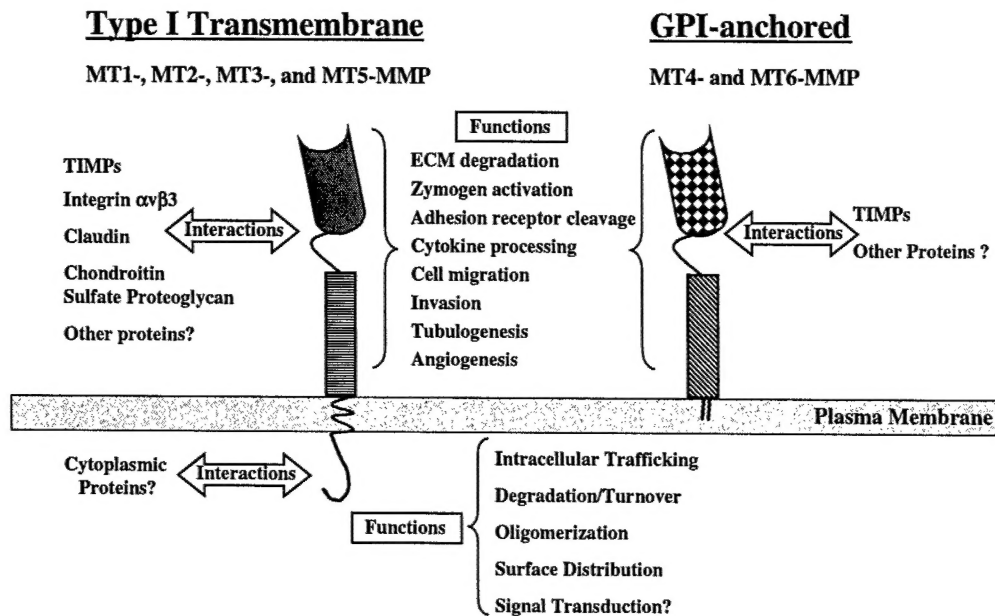 Type I Transmembrane
MT1-, MT2-, MT3-, and MT5-MMP
GPI-anchored
MT4- and MT6-MMP
TIMPs
Integrin αvβ3
Claudin
Chondroitin
Sulfate Proteoglycan
Other proteins?
Interactions
Functions
ECM degradation
Zymogen activation
Adhesion receptor cleavage
Cytokine processing
Cell migration
Invasion
Tubulogenesis
Angiogenesis
Interactions
TIMPs
Other Proteins ?
Plasma Membrane
Cytoplasmic
Proteins?
Interactions
Functions
Intracellular Trafficking
Degradation/Turnover
Oligomerization
Surface Distribution
Signal Transduction?